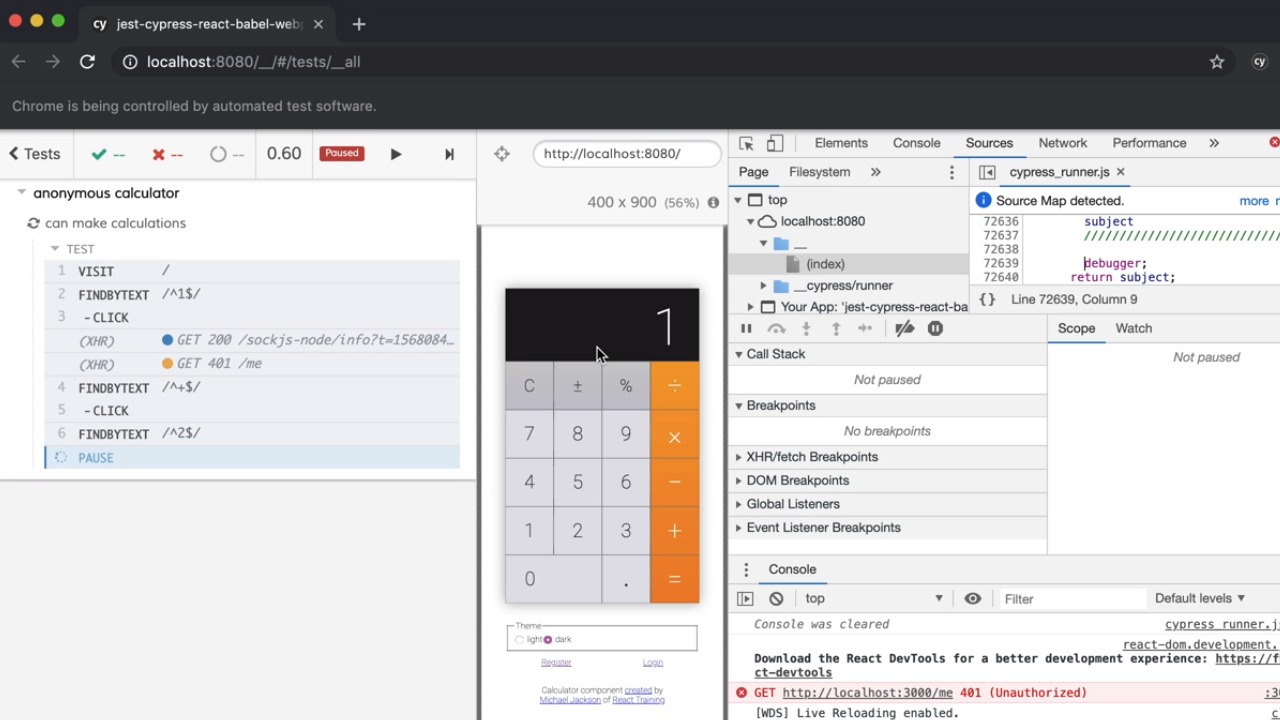 cy jest-cypress-react-babel-webp
localhost:8080/__/#/tests/__all
cy
Chrome is being controlled by automated test software.
Tests -- -- -- 0.60 Paused
http://localhost:8080/
400 x 900 (56%)
anonymous calculator
can make calculations
TEST
1 VISIT /
2 FINDBYTEXT /^1$/
3 -CLICK
(XHR) GET 200 /sockjs-node/info?t=1568084…
(XHR) GET 401 /me
4 FINDBYTEXT /^+$/
5 -CLICK
6 FINDBYTEXT /^2$/
PAUSE
1
C ± % ÷
7 8 9 ×
4 5 6 −
1 2 3 +
0 . =
Theme
light dark
Register Login
Calculator component created by
Michael Jackson of React Training
Elements Console Sources Network Performance »
Page Filesystem »
top
localhost:8080
__
(index)
__cypress/runner
Your App: 'jest-cypress-react-ba
cypress_runner.js ×
Source Map detected. more
72636 subject
72637 ////////////////////////////
72638
72639 debugger;
72640 return subject;
{} Line 72639, Column 9
Call Stack
Not paused
Breakpoints
No breakpoints
XHR/fetch Breakpoints
DOM Breakpoints
Global Listeners
Event Listener Breakpoints
Scope Watch
Not paused
Console
top Filter Default levels
Console was cleared cypress_runner.j
react-dom.development.
Download the React DevTools for a better development experience: https://f
ct-devtools
GET http://localhost:3000/me 401 (Unauthorized) :3
[WDS] Live Reloading enabled. c